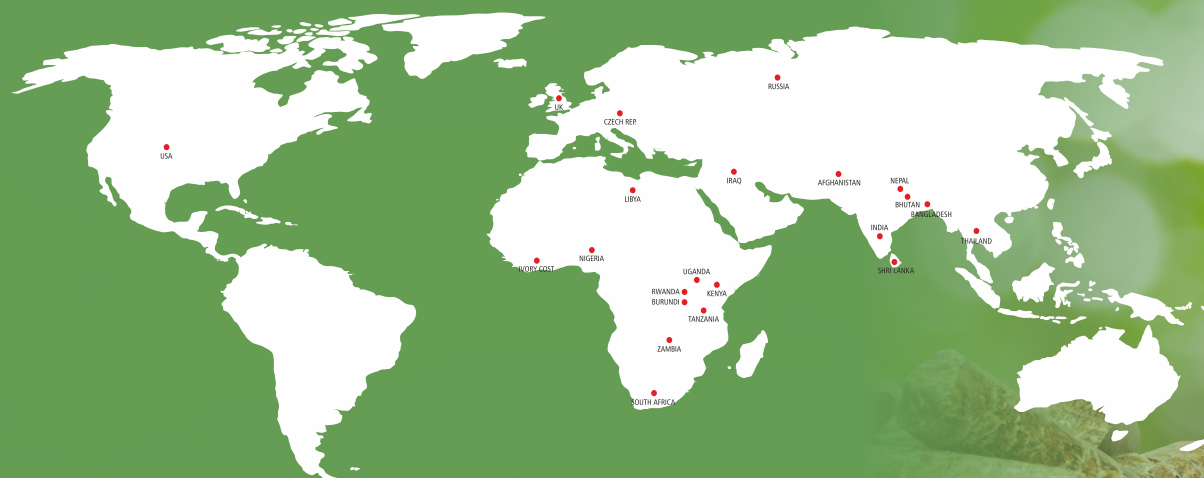 RUSSIA
UK
CZECH REP.
USA
IRAQ
AFGHANISTAN
NEPAL
LIBYA
BHUTAN
BANGLADESH
INDIA
THAILAND
NIGERIA
IVORY COST
SHRI LANKA
UGANDA
RWANDA
KENYA
BURUNDI
TANZANIA
ZAMBIA
SOUTH AFRICA